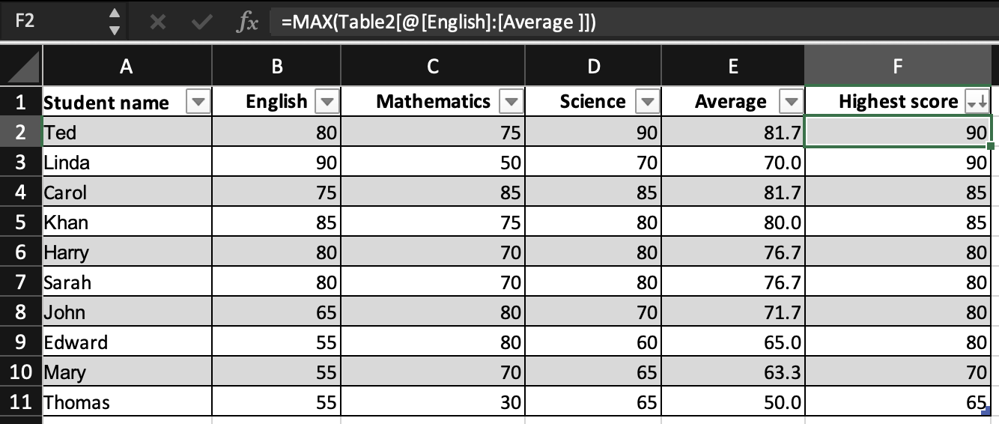 F2 fx =MAX(Table2[@[English]:[Average ]])
A B C D E F
1 Student name English Mathematics Science Average Highest score
2 Ted 80 75 90 81.7 90
3 Linda 90 50 70 70.0 90
4 Carol 75 85 85 81.7 85
5 Khan 85 75 80 80.0 85
6 Harry 80 70 80 76.7 80
7 Sarah 80 70 80 76.7 80
8 John 65 80 70 71.7 80
9 Edward 55 80 60 65.0 80
10 Mary 55 70 65 63.3 70
11 Thomas 55 30 65 50.0 65